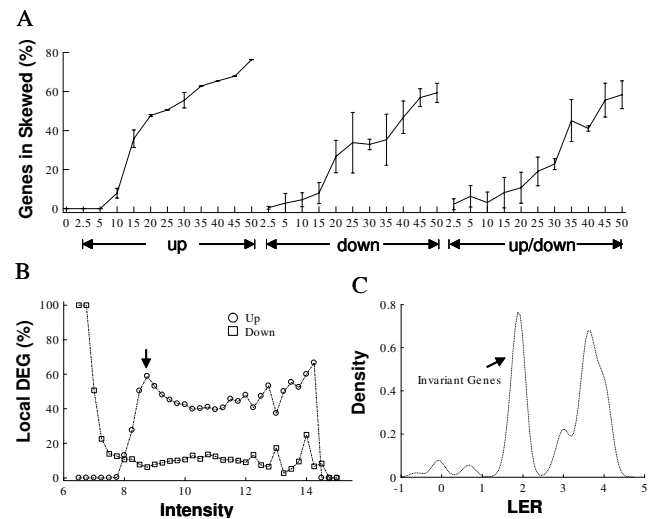 A
Genes in Skewed (%)
80
60
40
20
0
0 2.5 5 10 15 20 25 30 35 40 45 50 2.5 5 10 15 20 25 30 35 40 45 50 2.5 5 10 15 20 25 30 35 40 45 50
up down up/down
B
Local DEG (%)
100
80
60
40
20
0
Up
Down
6 8 10 12 14
Intensity
C
Density
0.8
0.6
0.4
0.2
0
Invariant Genes
-1 0 1 2 3 4 5
LER